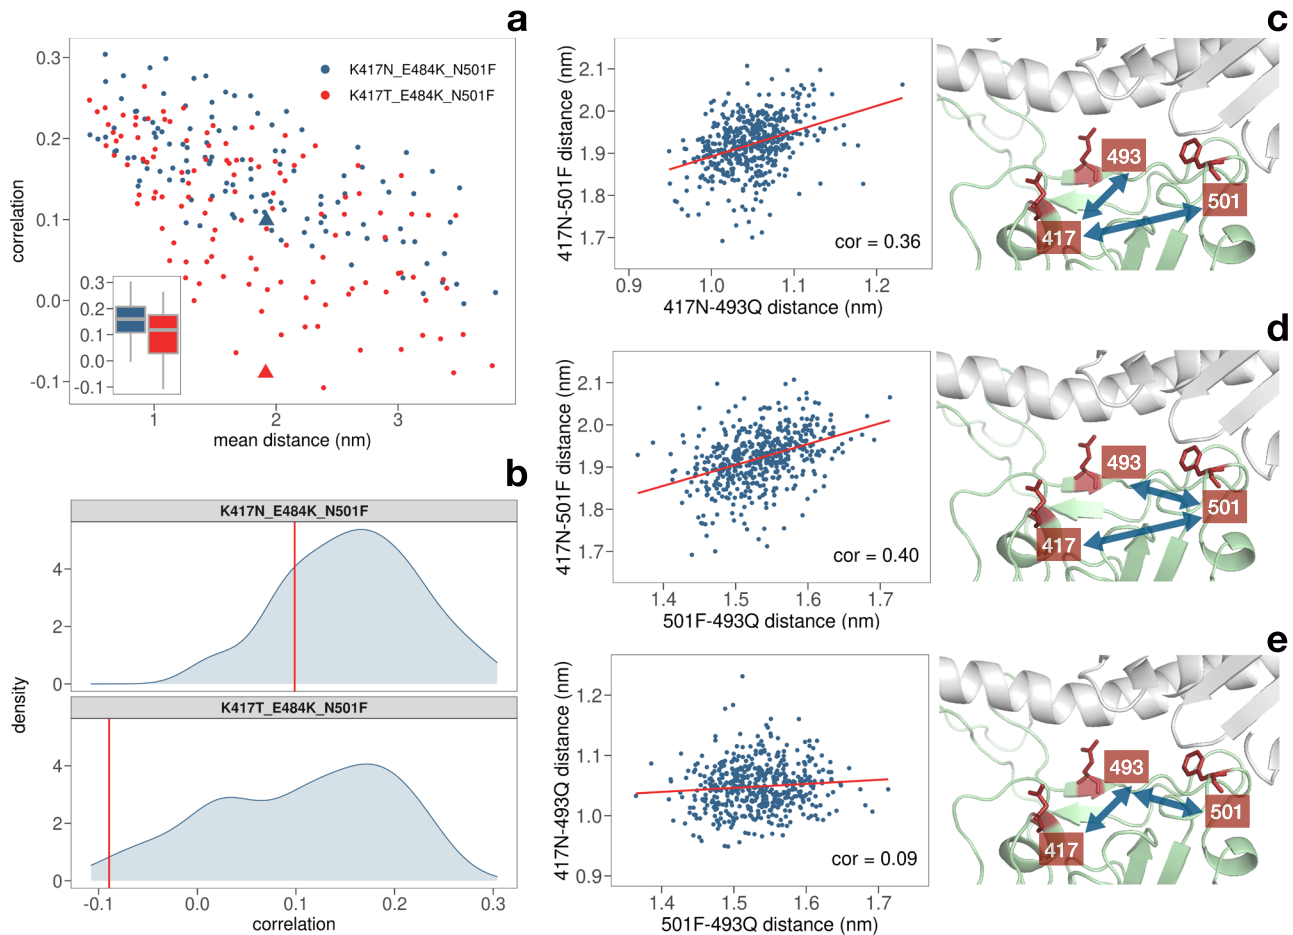 a
0.3
0.2
0.1
0.0
-0.1
correlation
K417N_E484K_N501F
K417T_E484K_N501F
0.3
0.2
0.1
0.0
-0.1
1
2
3
mean distance (nm)
b
K417N_E484K_N501F
4
2
0
K417T_E484K_N501F
4
2
0
density
-0.1
0.0
0.1
0.2
0.3
correlation
c
2.1
2.0
1.9
1.8
1.7
417N-501F distance (nm)
cor = 0.36
0.9
1.0
1.1
1.2
417N-493Q distance (nm)
493
501
417
d
2.1
2.0
1.9
1.8
1.7
417N-501F distance (nm)
cor = 0.40
1.4
1.5
1.6
1.7
501F-493Q distance (nm)
493
501
417
e
1.2
1.1
1.0
0.9
417N-493Q distance (nm)
cor = 0.09
1.4
1.5
1.6
1.7
501F-493Q distance (nm)
493
501
417